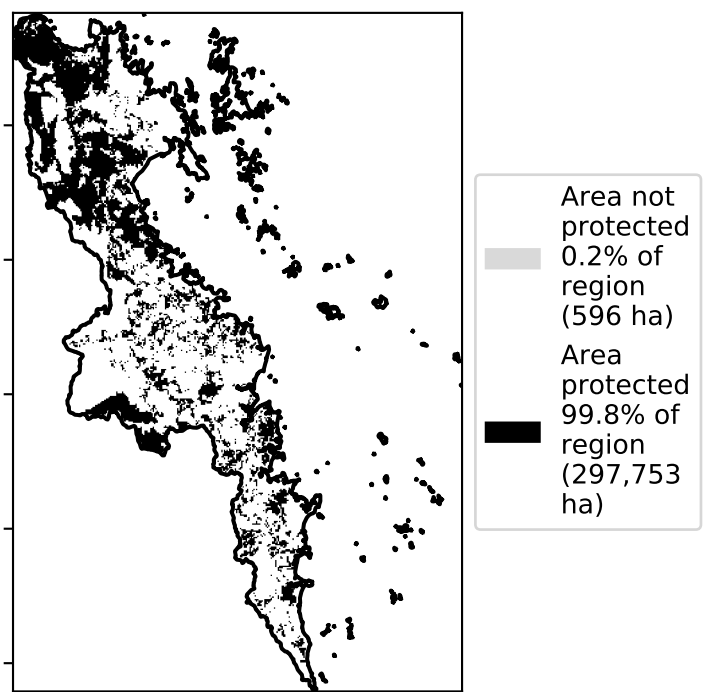 Area not
protected
0.2% of
region
(596 ha)
Area
protected
99.8% of
region
(297,753
ha)